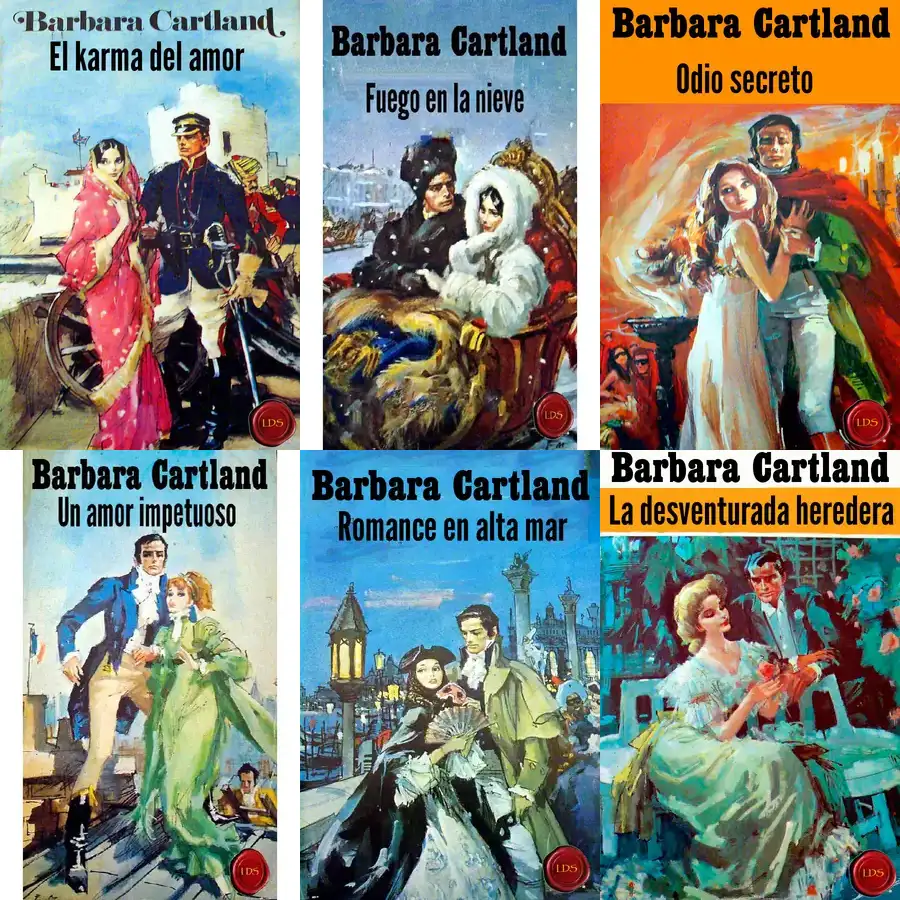 Barbara Cartland
El karma del amor
LDS
Barbara Cartland
Fuego en la nieve
LDS
Barbara Cartland
Odio secreto
LDS
Barbara Cartland
Un amor impetuoso
LDS
Barbara Cartland
Romance en alta mar
LDS
Barbara Cartland
La desventurada heredera
LDS